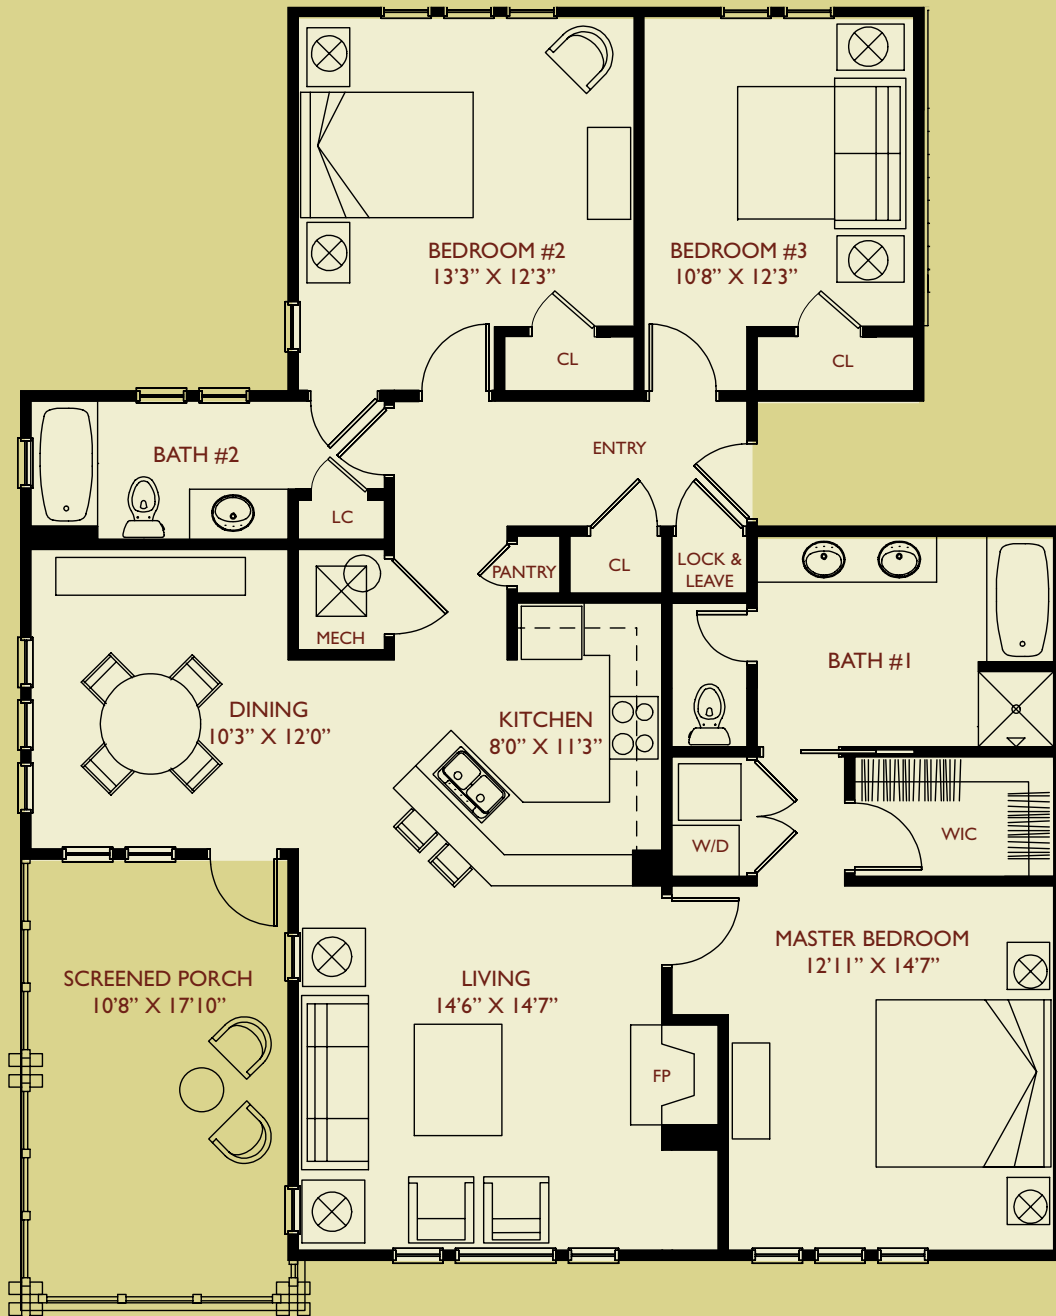 BEDROOM #2
13’3” X 12’3”
BEDROOM #3
10’8” X 12’3”
CL
CL
ENTRY
BATH #2
LC
PANTRY
CL
LOCK &
LEAVE
MECH
BATH #1
DINING
10’3” X 12’0”
KITCHEN
8’0” X 11’3”
W/D
WIC
MASTER BEDROOM
12’11” X 14’7”
SCREENED PORCH
10’8” X 17’10”
LIVING
14’6” X 14’7”
FP